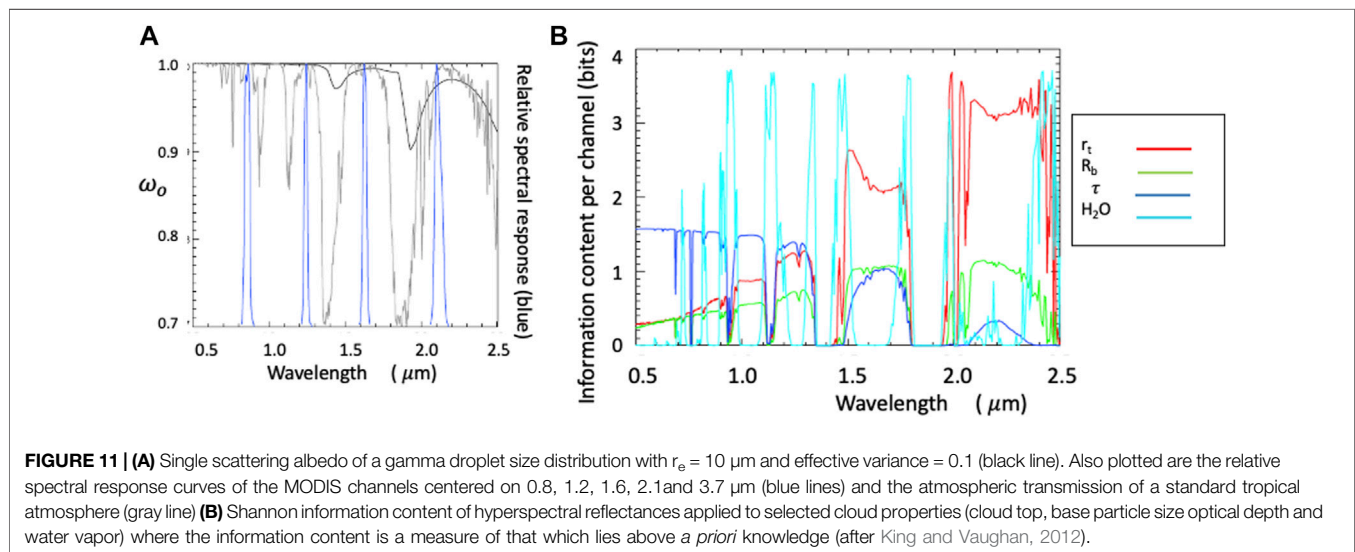 A
1.0
0.9
ωo
0.8
0.7
0.5 1.0 1.5 2.0 2.5
Wavelength ( μm)
Relative spectral response (blue)
B
Information content per channel (bits)
4
3
2
1
0
0.5 1.0 1.5 2.0 2.5
Wavelength ( μm)
rt
Rb
τ
H2O
FIGURE 11 | (A) Single scattering albedo of a gamma droplet size distribution with re = 10 μm and effective variance = 0.1 (black line). Also plotted are the relative
spectral response curves of the MODIS channels centered on 0.8, 1.2, 1.6, 2.1and 3.7 μm (blue lines) and the atmospheric transmission of a standard tropical
atmosphere (gray line) (B) Shannon information content of hyperspectral reflectances applied to selected cloud properties (cloud top, base particle size optical depth and
water vapor) where the information content is a measure of that which lies above a priori knowledge (after King and Vaughan, 2012).